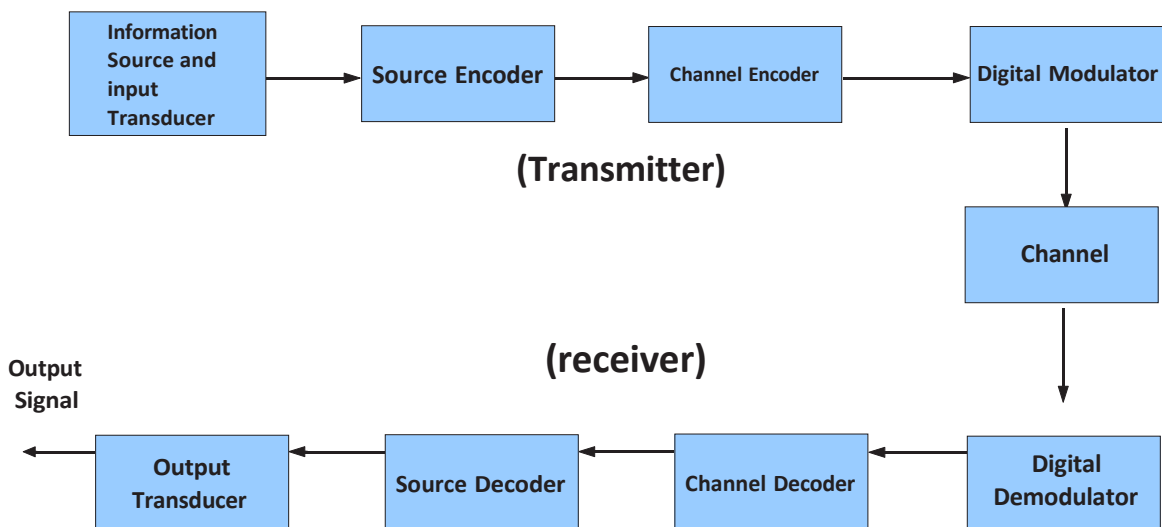 Information
Source and
input
Transducer
Source Encoder
Channel Encoder
Digital Modulator
(Transmitter)
Channel
(receiver)
Output
Signal
Output
Transducer
Source Decoder
Channel Decoder
Digital
Demodulator